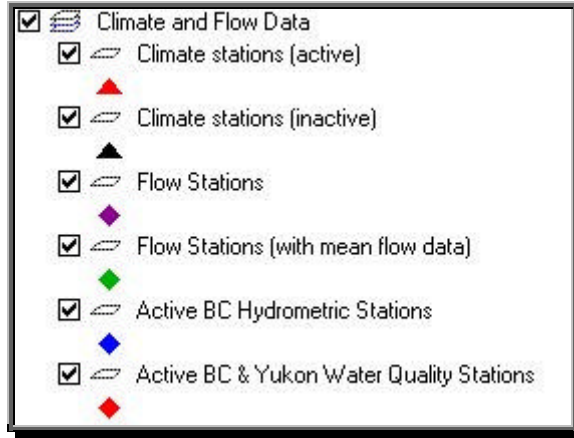 Climate and Flow Data
Climate stations (active)
Climate stations (inactive)
Flow Stations
Flow Stations (with mean flow data)
Active BC Hydrometric Stations
Active BC & Yukon Water Quality Stations